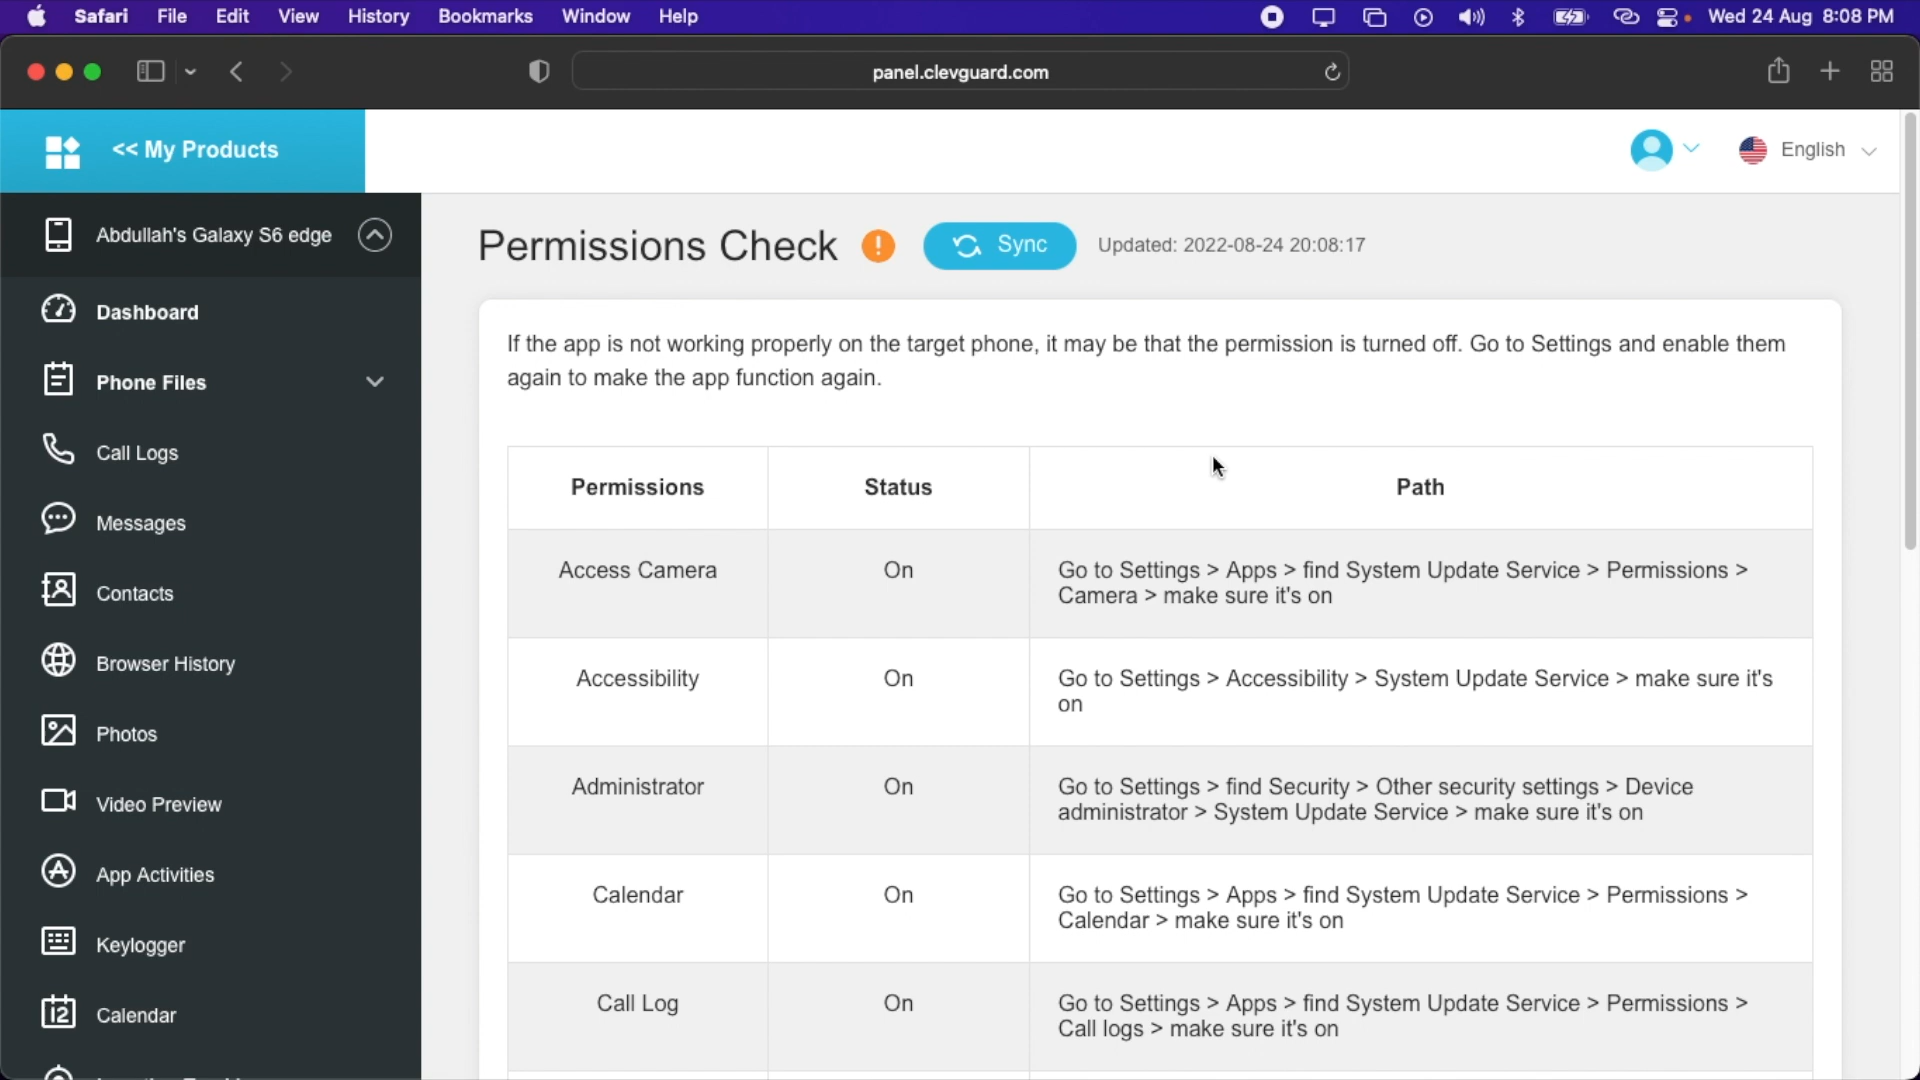 Safari File Edit View History Bookmarks Window Help Wed 24 Aug 8:08 PM
panel.clevguard.com
<< My Products
English
Abdullah's Galaxy S6 edge
Dashboard
Phone Files
Call Logs
Messages
Contacts
Browser History
Photos
Video Preview
App Activities
Keylogger
Calendar
Permissions Check Sync Updated: 2022-08-24 20:08:17
If the app is not working properly on the target phone, it may be that the permission is turned off. Go to Settings and enable them
again to make the app function again.
Permissions Status Path
Access Camera On Go to Settings > Apps > find System Update Service > Permissions >
Camera > make sure it's on
Accessibility On Go to Settings > Accessibility > System Update Service > make sure it's
on
Administrator On Go to Settings > find Security > Other security settings > Device
administrator > System Update Service > make sure it's on
Calendar On Go to Settings > Apps > find System Update Service > Permissions >
Calendar > make sure it's on
Call Log On Go to Settings > Apps > find System Update Service > Permissions >
Call logs > make sure it's on